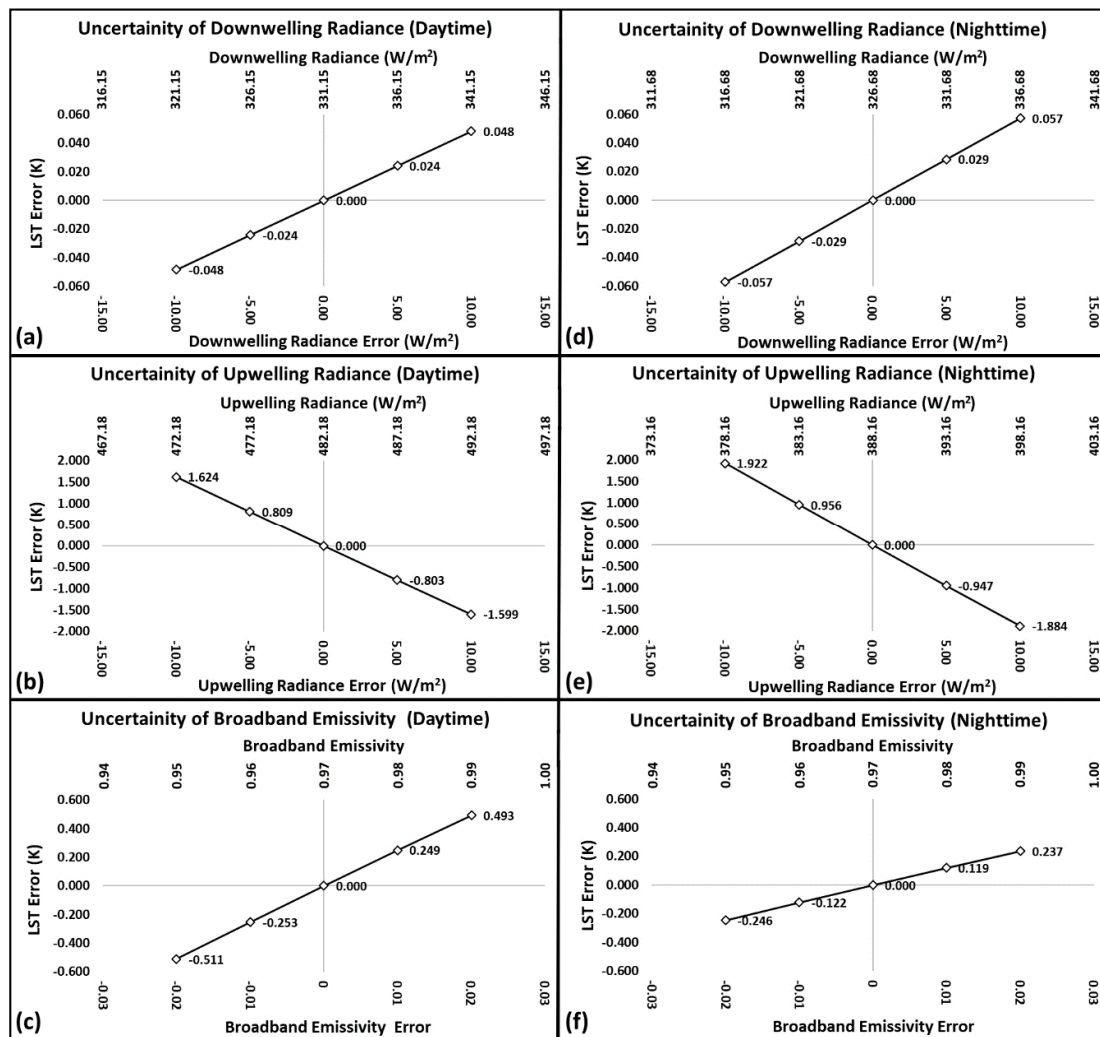 Uncertainity of Downwelling Radiance (Daytime)
Downwelling Radiance (W/m²)
316.15 321.15 326.15 331.15 336.15 341.15 346.15
LST Error (K)
0.060
0.040
0.020
0.000
-0.020
-0.040
-0.060
-0.048
-0.024
0.000
0.024
0.048
-15.00 -10.00 -5.00 0.00 5.00 10.00 15.00
(a)
Downwelling Radiance Error (W/m²)
Uncertainity of Downwelling Radiance (Nighttime)
Downwelling Radiance (W/m²)
311.68 316.68 321.68 326.68 331.68 336.68 341.68
LST Error (K)
0.060
0.040
0.020
0.000
-0.020
-0.040
-0.060
-0.057
-0.029
0.000
0.029
0.057
-15.00 -10.00 -5.00 0.00 5.00 10.00 15.00
(d)
Downwelling Radiance Error (W/m²)
Uncertainity of Upwelling Radiance (Daytime)
Upwelling Radiance (W/m²)
467.18 472.18 477.18 482.18 487.18 492.18 497.18
LST Error (K)
2.000
1.500
1.000
0.500
0.000
-0.500
-1.000
-1.500
-2.000
1.624
0.809
0.000
-0.803
-1.599
-15.00 -10.00 -5.00 0.00 5.00 10.00 15.00
(b)
Upwelling Radiance Error (W/m²)
Uncertainity of Upwelling Radiance (Nighttime)
Upwelling Radiance (W/m²)
373.16 378.16 383.16 388.16 393.16 398.16 403.16
LST Error (K)
2.000
1.500
1.000
0.500
0.000
-0.500
-1.000
-1.500
-2.000
1.922
0.956
0.000
-0.947
-1.884
-15.00 -10.00 -5.00 0.00 5.00 10.00 15.00
(e)
Upwelling Radiance Error (W/m²)
Uncertainity of Broadband Emissivity (Daytime)
Broadband Emissivity
0.94 0.95 0.96 0.97 0.98 0.99 1.00
LST Error (K)
0.600
0.400
0.200
0.000
-0.200
-0.400
-0.600
-0.511
-0.253
0.000
0.249
0.493
-0.03 -0.02 -0.01 0 0.01 0.02 0.03
(c)
Broadband Emissivity Error
Uncertainity of Broadband Emissivity (Nighttime)
Broadband Emissivity
0.94 0.95 0.96 0.97 0.98 0.99 1.00
LST Error (K)
0.600
0.400
0.200
0.000
-0.200
-0.400
-0.600
-0.246
-0.122
0.000
0.119
0.237
-0.03 -0.02 -0.01 0 0.01 0.02 0.03
(f)
Broadband Emissivity Error